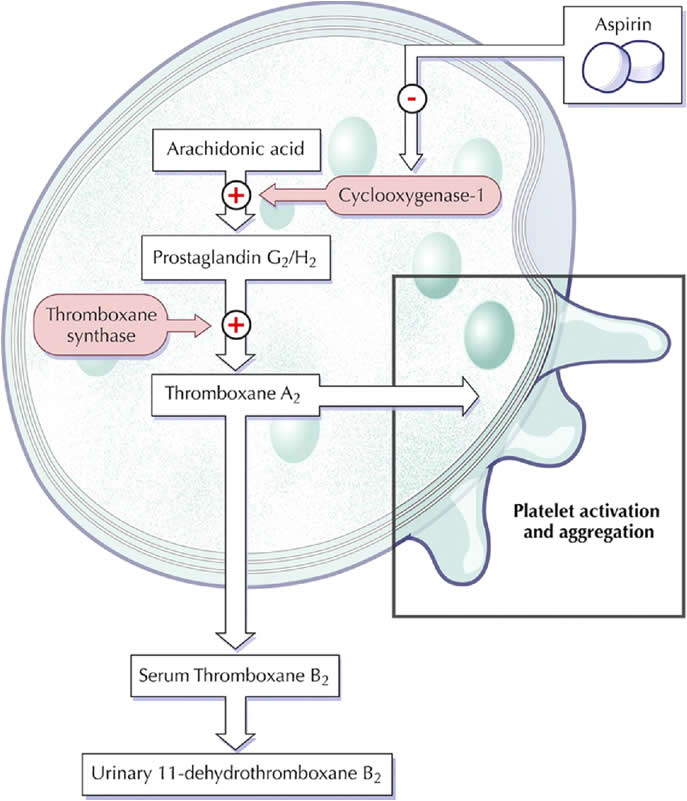 Aspirin
-
Arachidonic acid
+
Cyclooxygenase-1
Prostaglandin G₂/H₂
Thromboxane
synthase
+
Thromboxane A₂
Platelet activation
and aggregation
Serum Thromboxane B₂
Urinary 11-dehydrothromboxane B₂